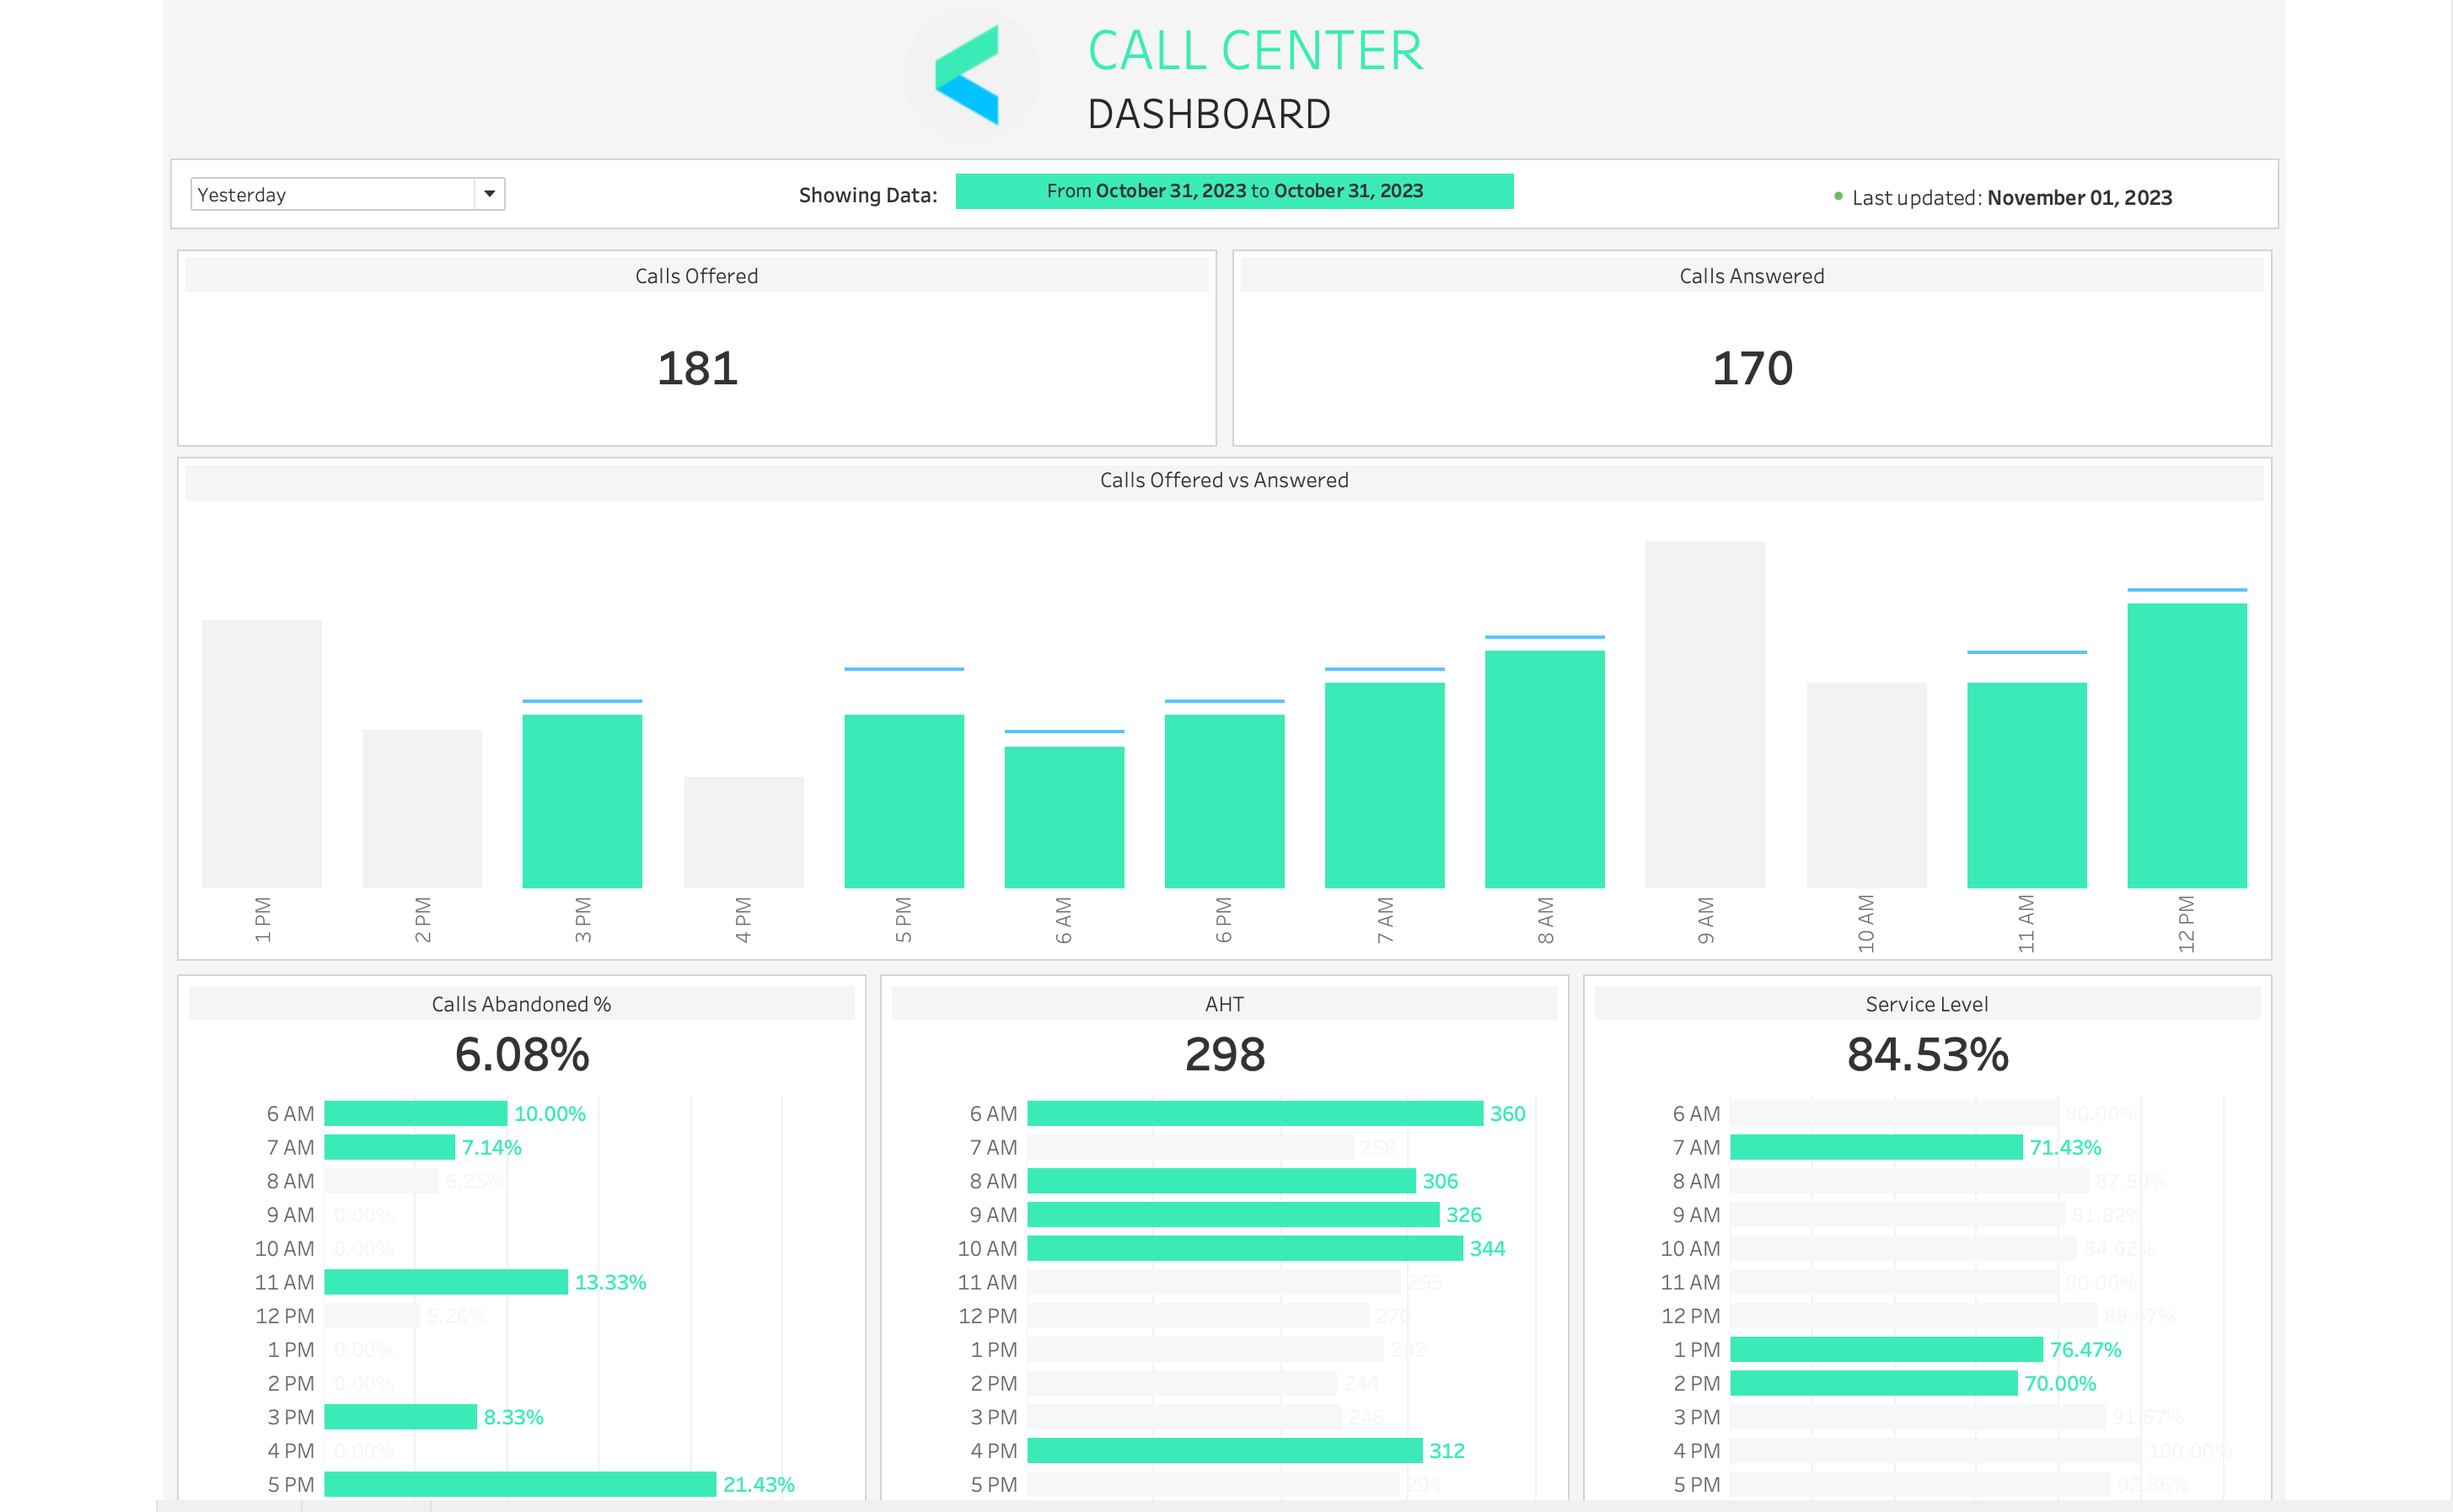 CALL CENTER
DASHBOARD
Yesterday
Showing Data:
From October 31, 2023 to October 31, 2023
Last updated: November 01, 2023
Calls Offered
181
Calls Answered
170
Calls Offered vs Answered
1 PM
2 PM
3 PM
4 PM
5 PM
6 AM
6 PM
7 AM
8 AM
9 AM
10 AM
11 AM
12 PM
Calls Abandoned %
6.08%
6 AM 10.00%
7 AM 7.14%
8 AM 6.25%
9 AM 0.00%
10 AM 0.00%
11 AM 13.33%
12 PM 5.26%
1 PM 0.00%
2 PM 0.00%
3 PM 8.33%
4 PM 0.00%
5 PM 21.43%
AHT
298
6 AM 360
7 AM 258
8 AM 306
9 AM 326
10 AM 344
11 AM 295
12 PM 270
1 PM 282
2 PM 244
3 PM 248
4 PM 312
5 PM 294
Service Level
84.53%
6 AM 80.00%
7 AM 71.43%
8 AM 87.50%
9 AM 81.82%
10 AM 84.62%
11 AM 80.00%
12 PM 89.47%
1 PM 76.47%
2 PM 70.00%
3 PM 91.67%
4 PM 100.00%
5 PM 92.86%